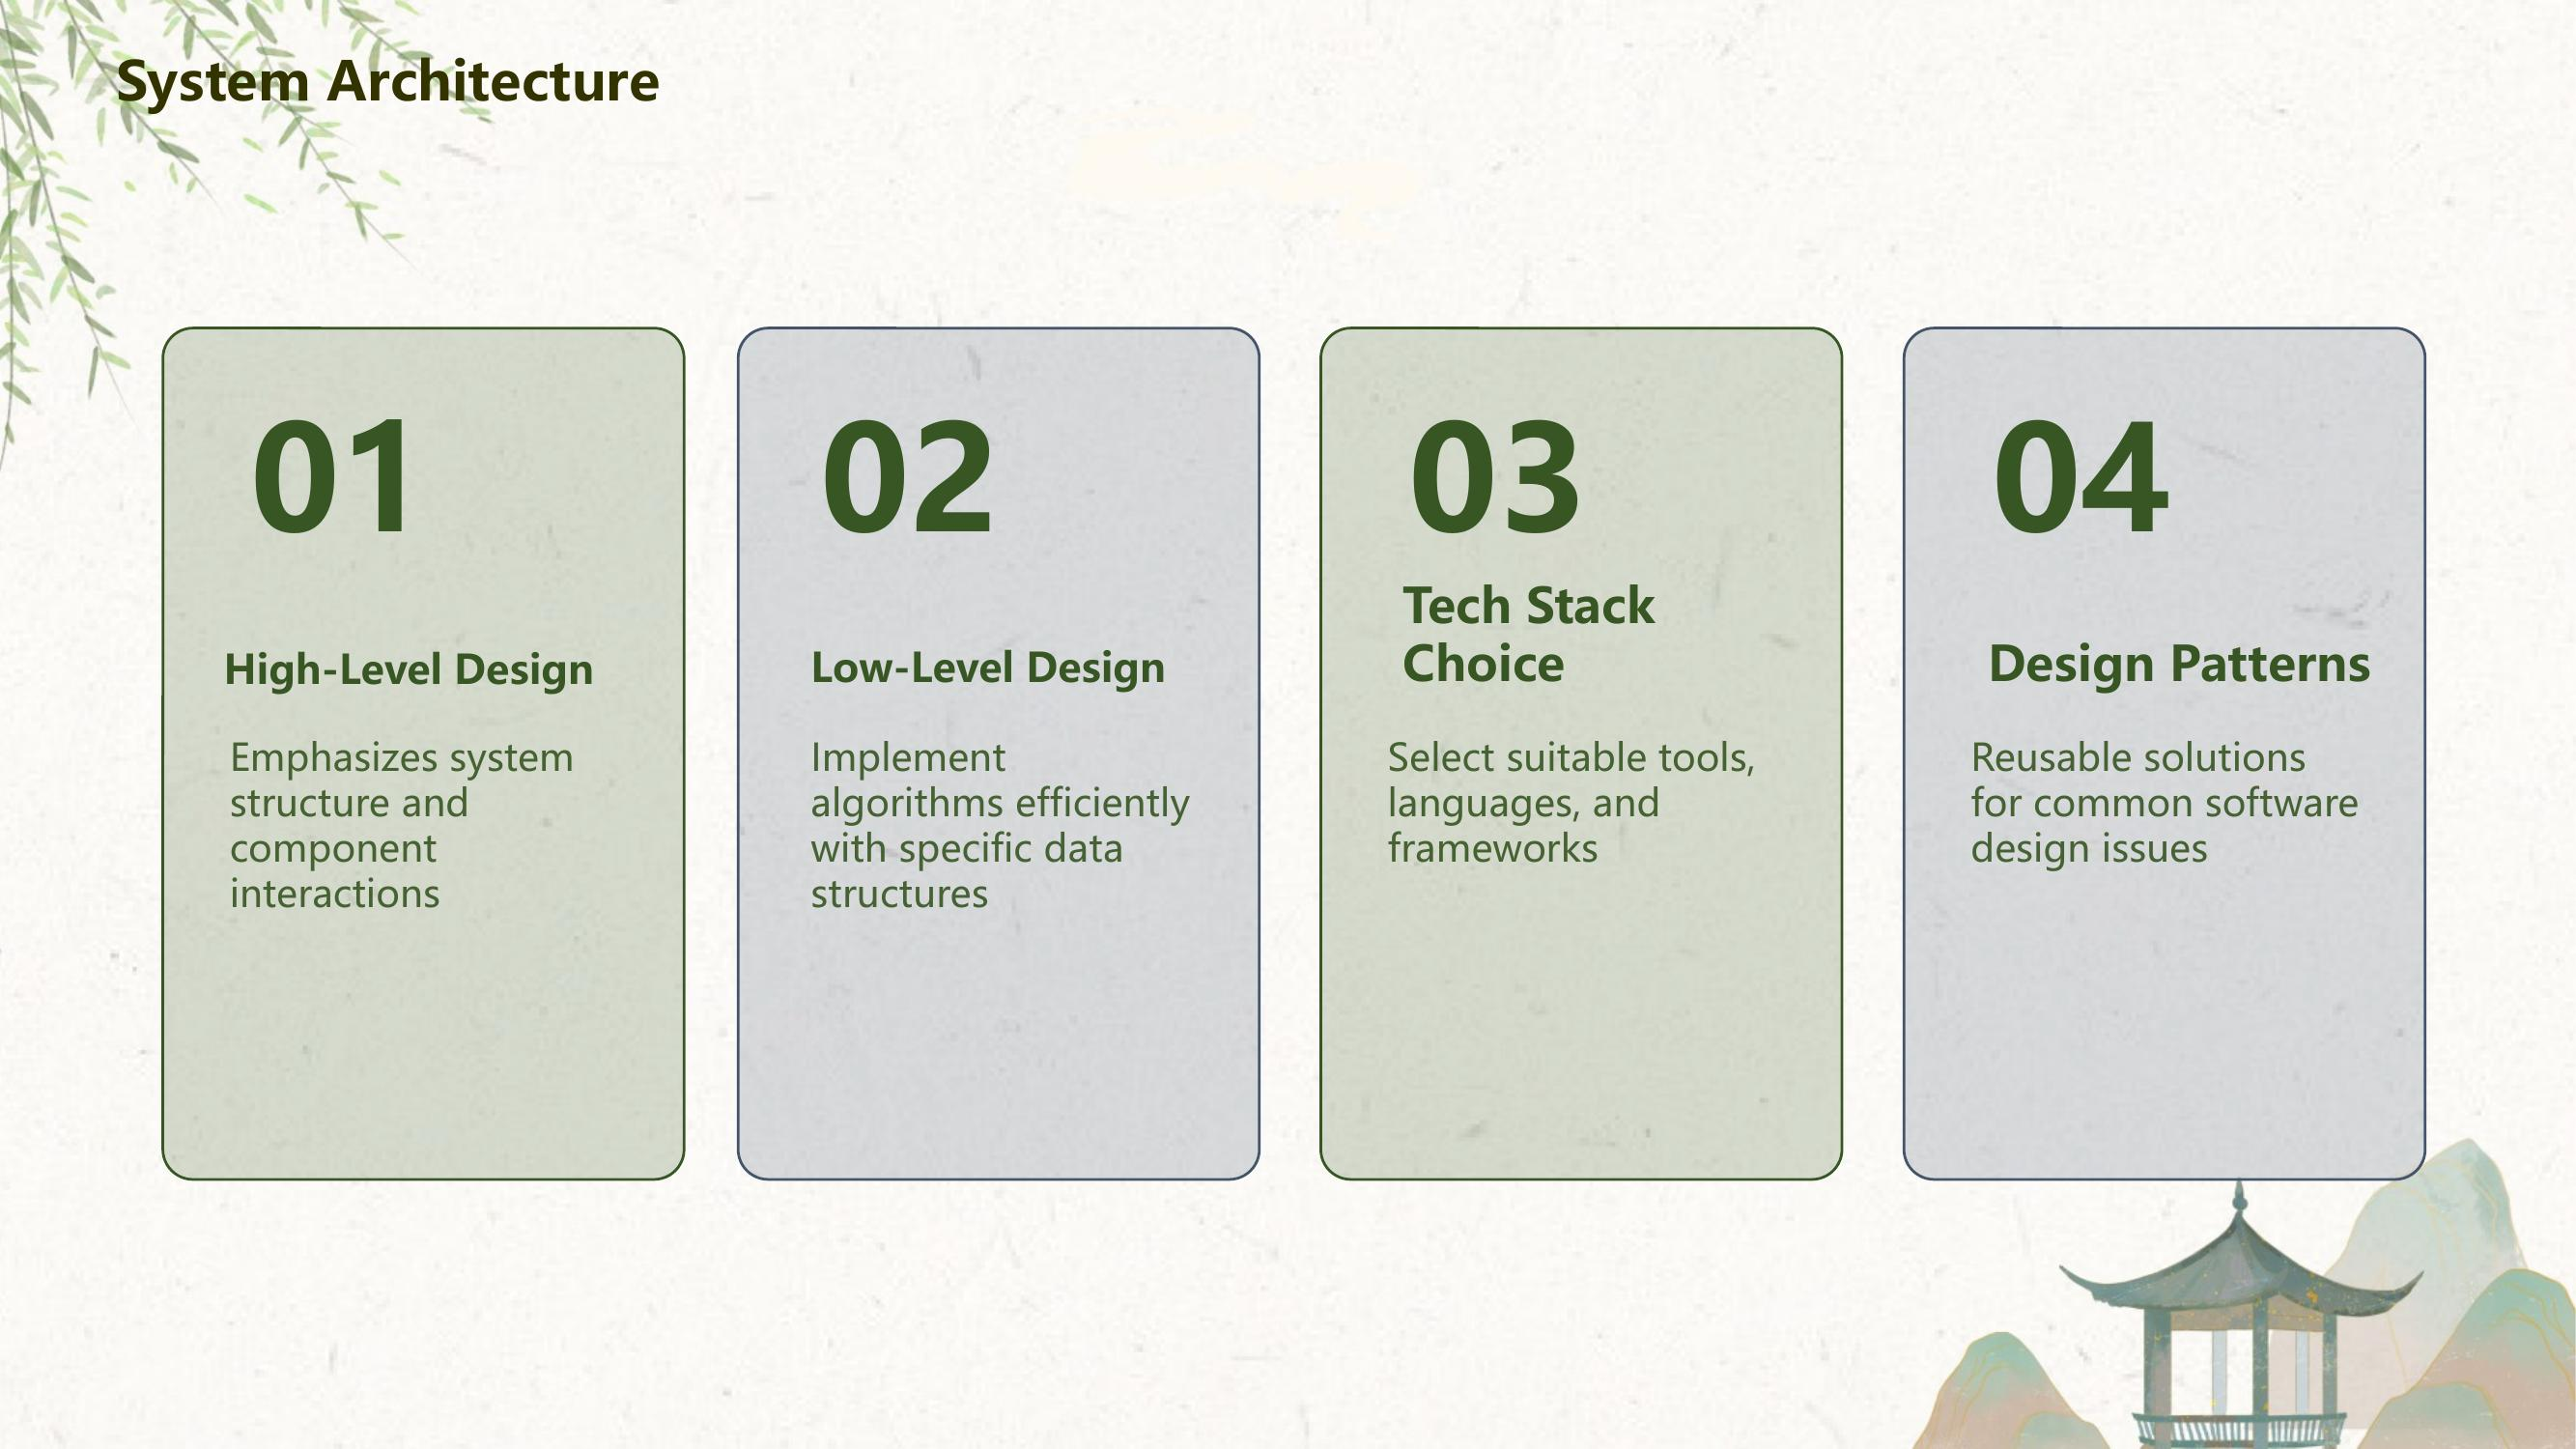 System Architecture
01
High-Level Design
Emphasizes system
structure and
component
interactions
02
Low-Level Design
Implement
algorithms efficiently
with specific data
structures
03
Tech Stack
Choice
Select suitable tools,
languages, and
frameworks
04
Design Patterns
Reusable solutions
for common software
design issues